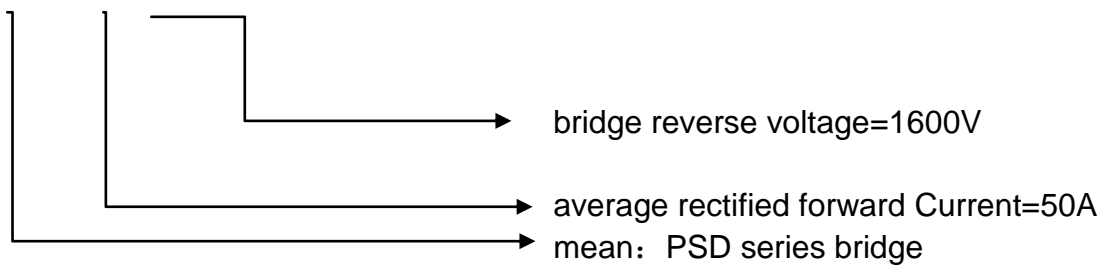 bridge reverse voltage=1600V
average rectified forward Current=50A
mean：PSD series bridge